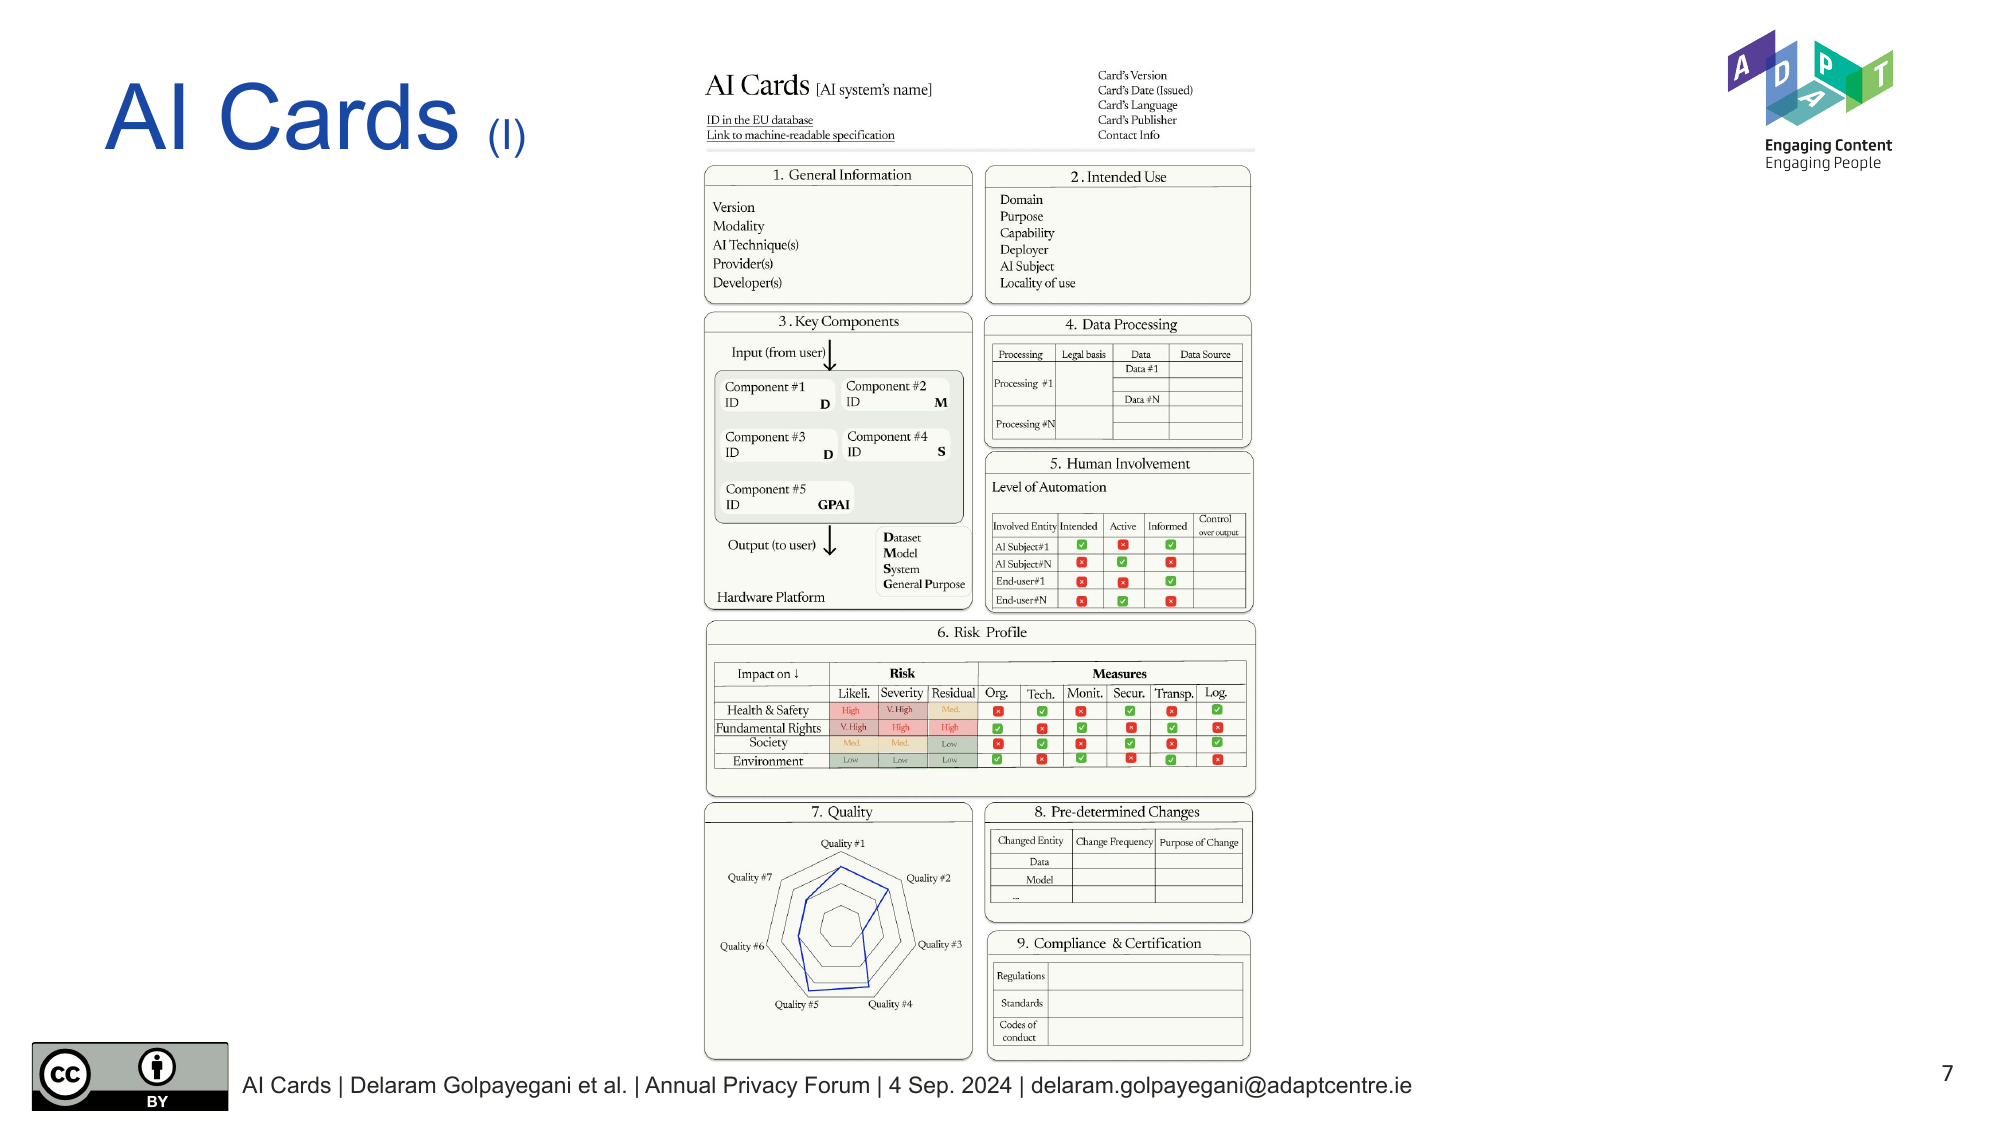 AI Cards (I)
AI Cards [AI system's name]
ID in the EU database
Link to machine-readable specification
Card's Version
Card's Date (Issued)
Card's Language
Card's Publisher
Contact Info
A D A P T
Engaging Content
Engaging People
1. General Information
Version
Modality
AI Technique(s)
Provider(s)
Developer(s)
2. Intended Use
Domain
Purpose
Capability
Deployer
AI Subject
Locality of use
3. Key Components
Input (from user)
Component #1
ID D
Component #2
ID M
Component #3
ID D
Component #4
ID S
Component #5
ID GPAI
Output (to user)
Dataset
Model
System
General Purpose
Hardware Platform
4. Data Processing
Processing Legal basis Data Data Source
Processing #1
Data #1
Data #N
Processing #N
5. Human Involvement
Level of Automation
Involved Entity Intended Active Informed Control over output
AI Subject#1
AI Subject#N
End-user#1
End-user#N
6. Risk Profile
Impact on ↓ Risk Measures
Likeli. Severity Residual Org. Tech. Monit. Secur. Transp. Log.
Health & Safety High V. High Med.
Fundamental Rights V. High High High
Society Med. Med. Low
Environment Low Low Low
7. Quality
Quality #1
Quality #2
Quality #3
Quality #4
Quality #5
Quality #6
Quality #7
8. Pre-determined Changes
Changed Entity Change Frequency Purpose of Change
Data
Model
...
9. Compliance & Certification
Regulations
Standards
Codes of
conduct
cc
BY
AI Cards | Delaram Golpayegani et al. | Annual Privacy Forum | 4 Sep. 2024 | delaram.golpayegani@adaptcentre.ie
7